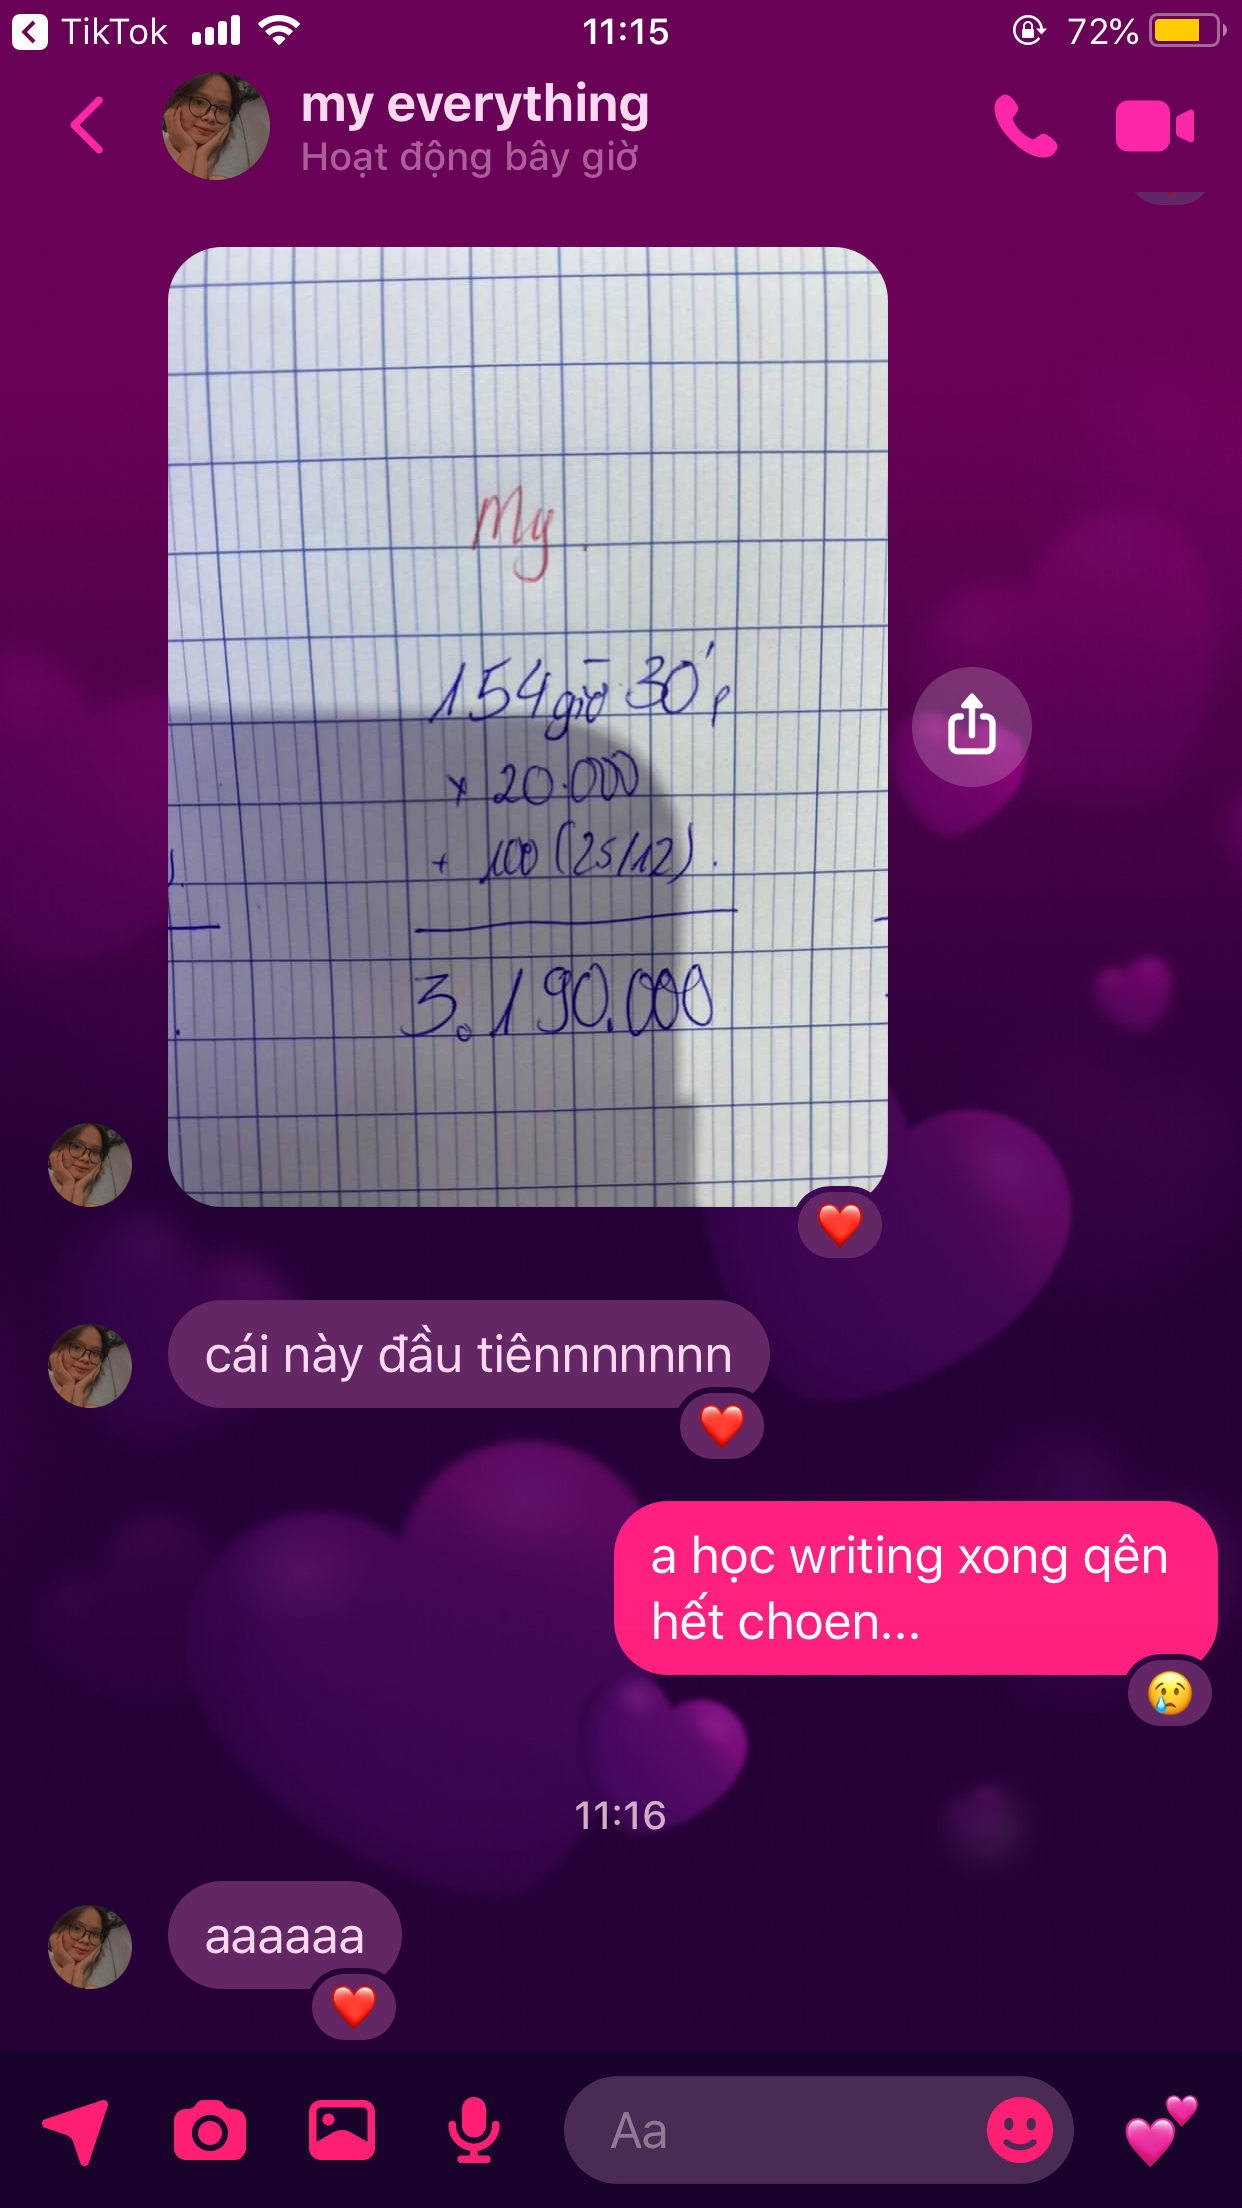 TikTok 11:15 72%
my everything
Hoạt động bây giờ
My.
154 giờ 30'p
x 20.000
+ 100 (25/12).
3.190.000
cái này đầu tiênnnnnnn
a học writing xong qên
hết choen...
11:16
aaaaaa
Aa